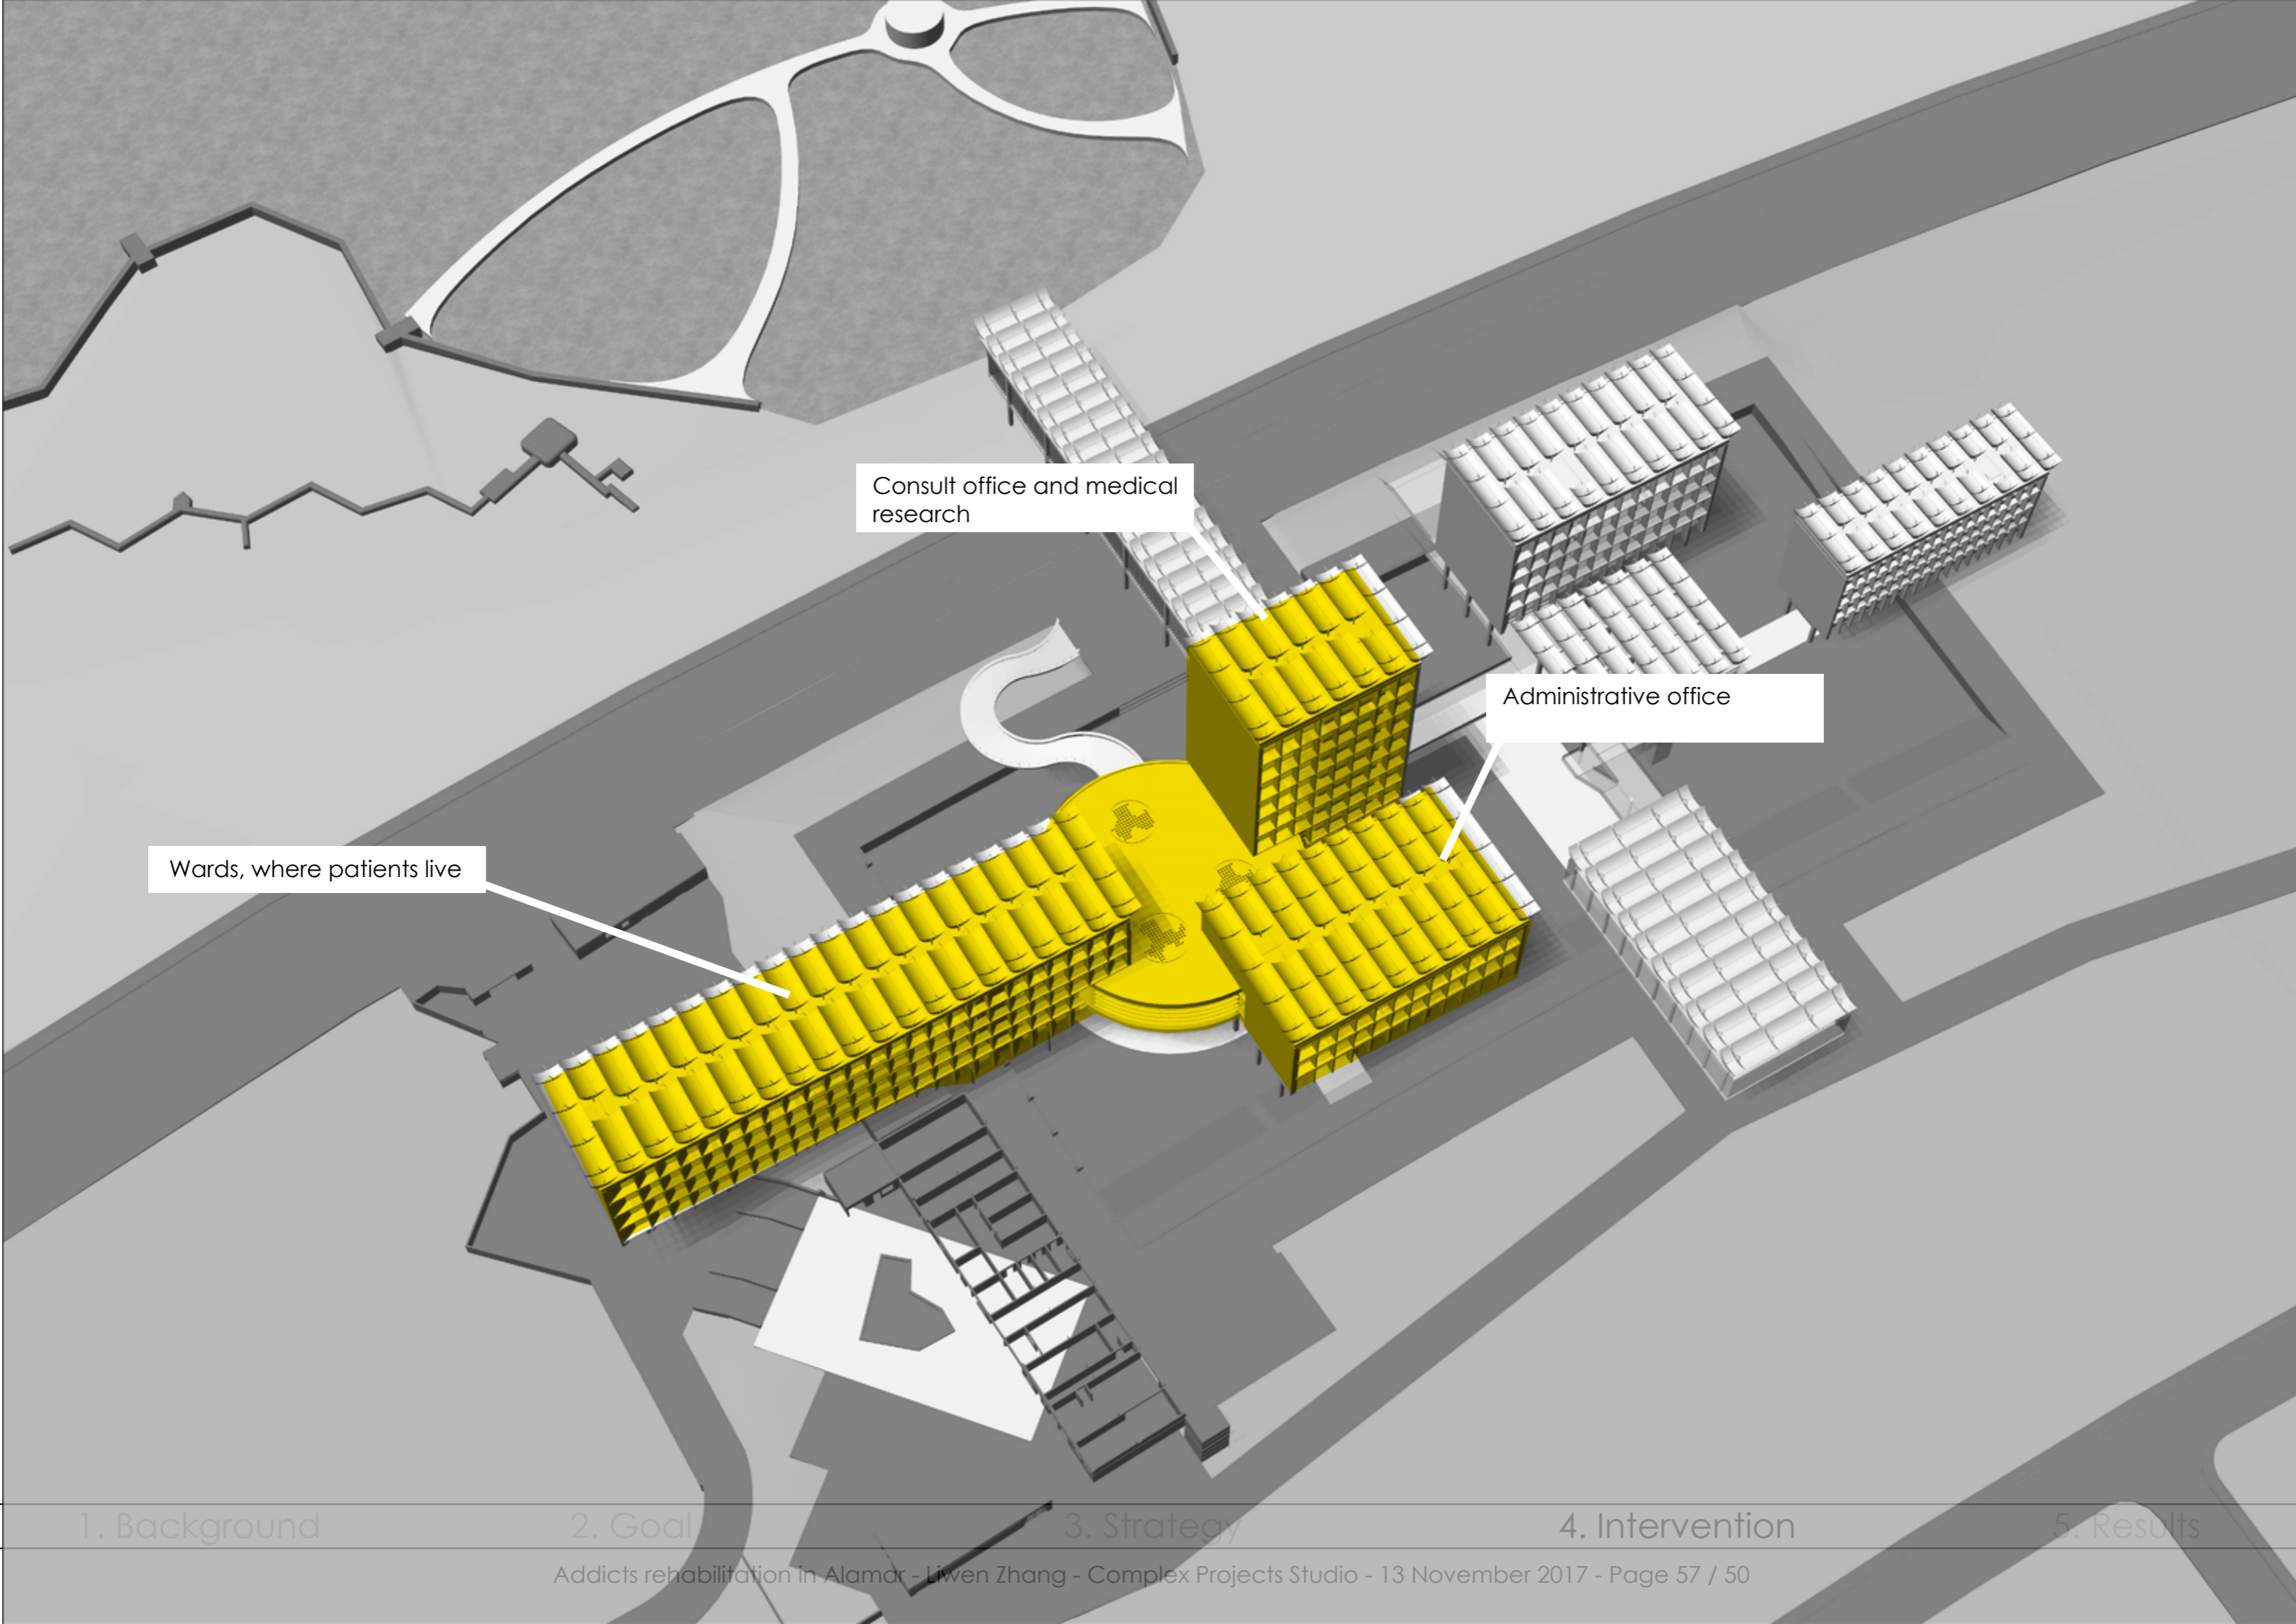 Consult office and medical
research
Administrative office
Wards, where patients live
1. Background 2. Goal 3. Strategy 4. Intervention 5. Results
Addicts rehabilitation in Alamar - Liwen Zhang - Complex Projects Studio - 13 November 2017 - Page 57 / 50